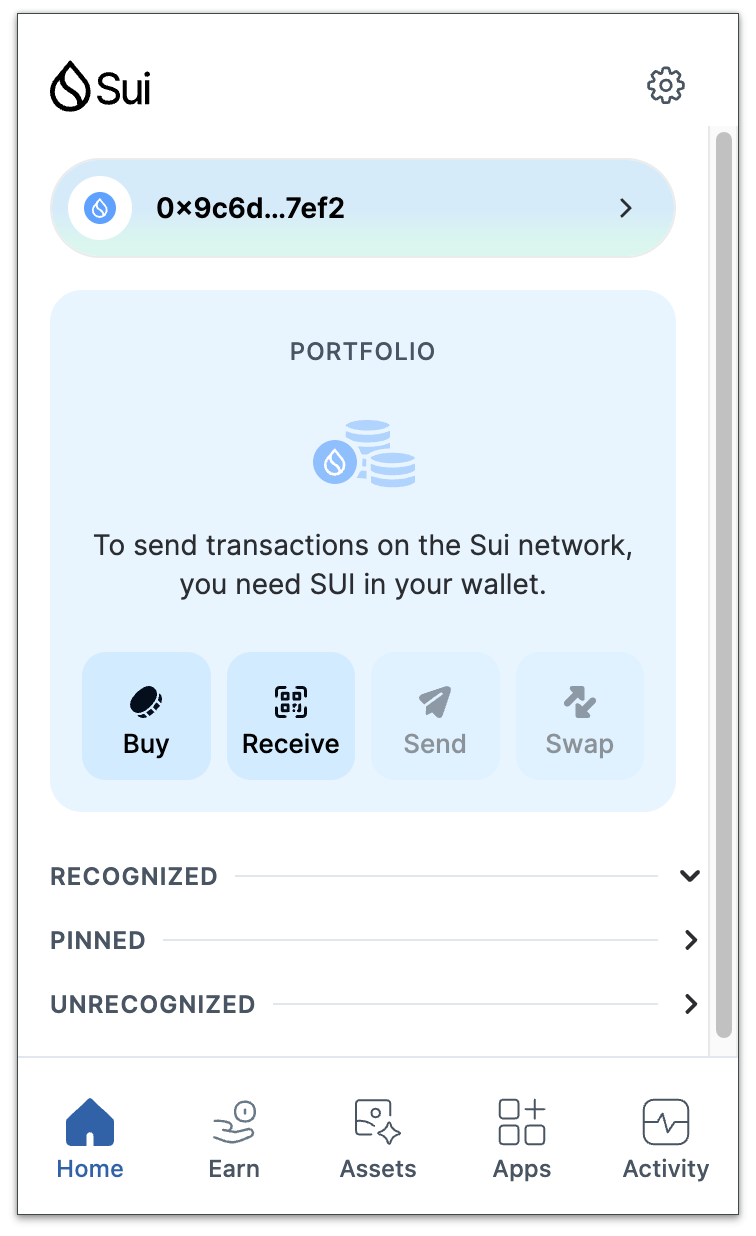 Sui
0×9c6d...7ef2
PORTFOLIO
To send transactions on the Sui network,
you need SUI in your wallet.
Buy
Receive
Send
Swap
RECOGNIZED
PINNED
UNRECOGNIZED
Home
Earn
Assets
Apps
Activity